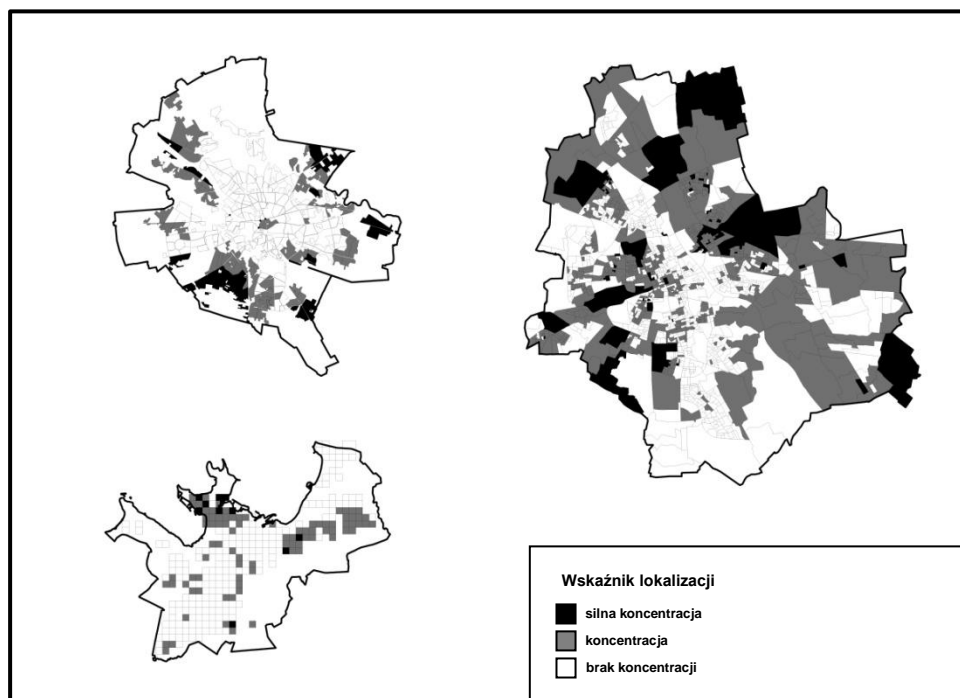 Wskaźnik lokalizacji
silna koncentracja
koncentracja
brak koncentracji